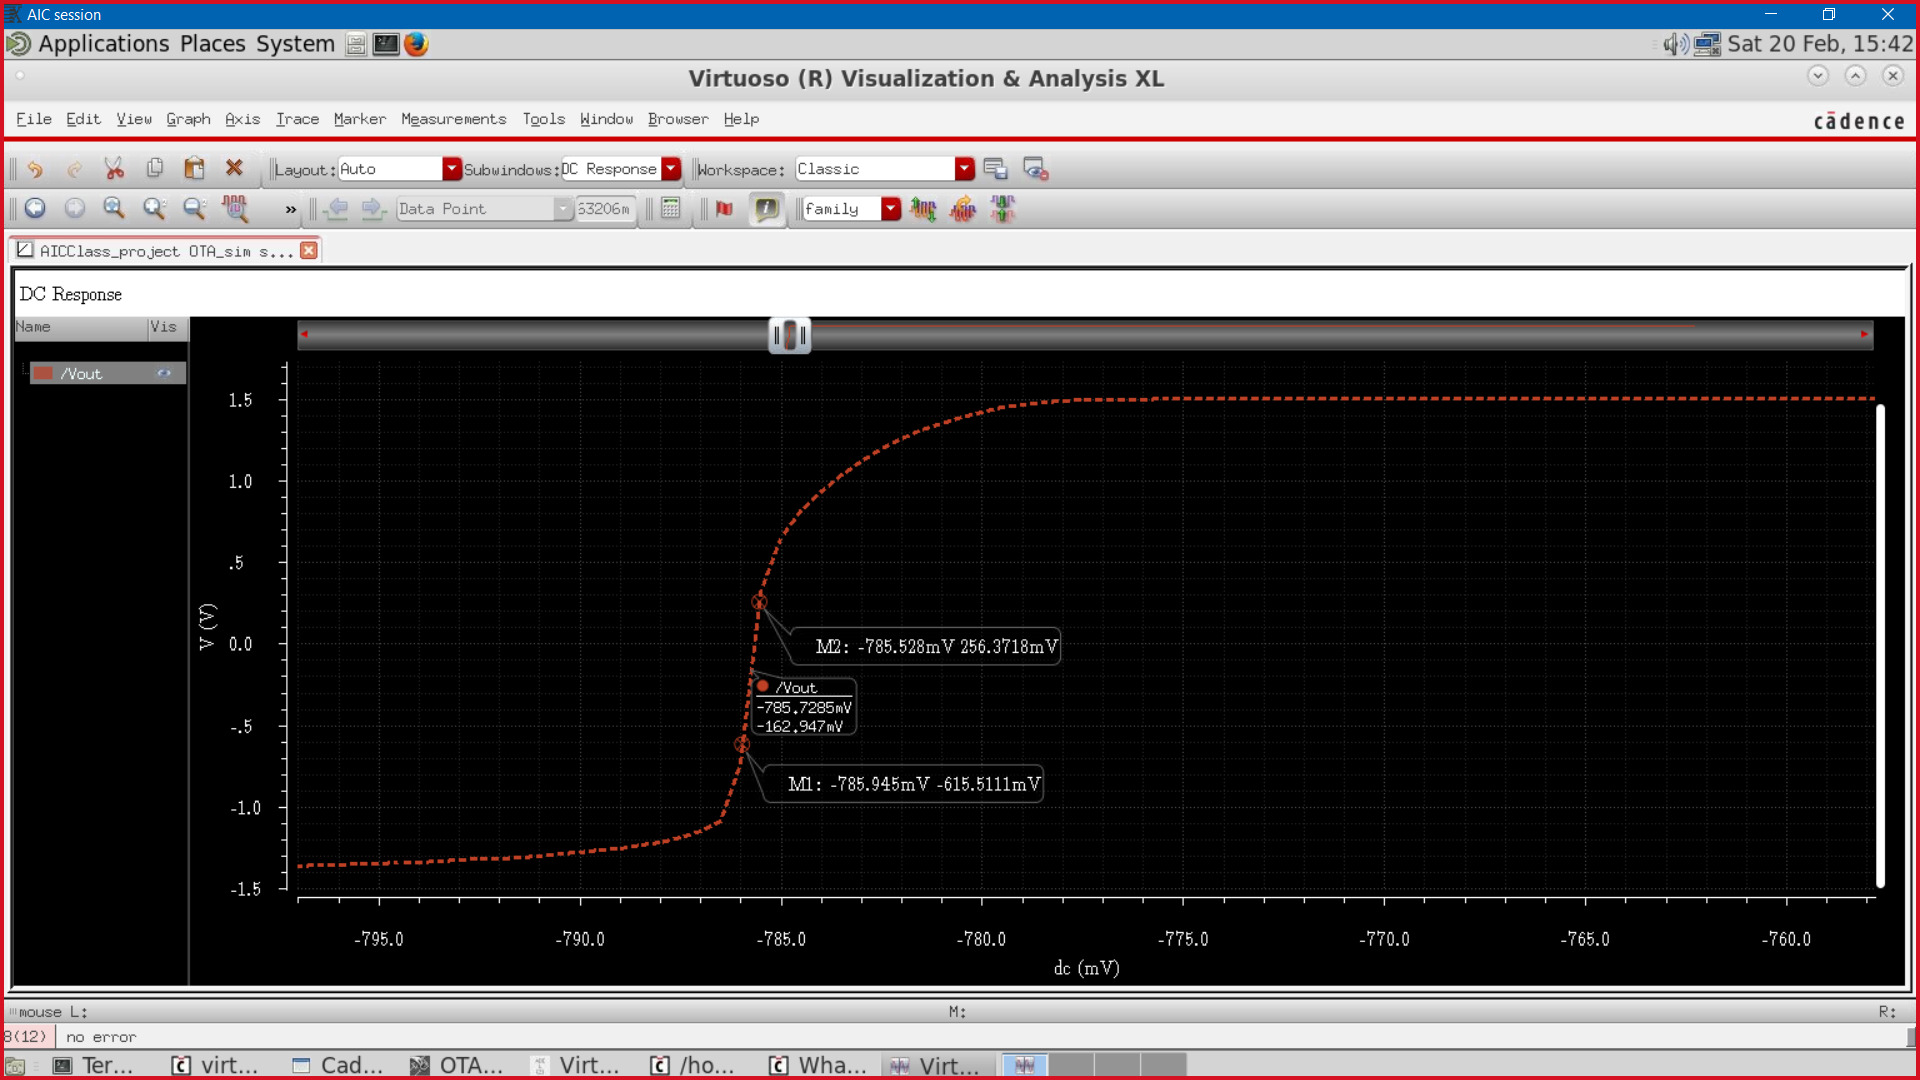 AIC session
Applications Places System
Sat 20 Feb, 15:42
Virtuoso (R) Visualization & Analysis XL
File Edit View Graph Axis Trace Marker Measurements Tools Window Browser Help
cādence
Layout: Auto Subwindows: DC Response Workspace: Classic
» Data Point 53206m family
AICClass_project OTA_sim s...
DC Response
Name Vis
/Vout
1.5
1.0
.5
0.0
-.5
-1.0
-1.5
V (V)
M2: -785.528mV 256.3718mV
/Vout
-785.7285mV
-162.947mV
M1: -785.945mV -615.5111mV
-795.0 -790.0 -785.0 -780.0 -775.0 -770.0 -765.0 -760.0
dc (mV)
mouse L: M: R:
8(12) no error
Ter... virt... Cad... OTA... Virt... /ho... Wha... Virt...